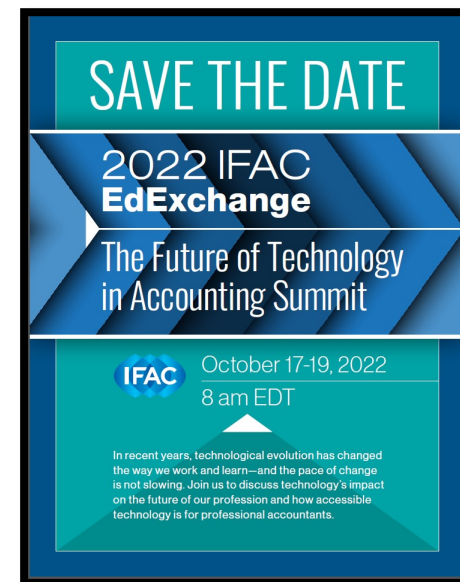 SAVE THE DATE
2022 IFAC
EdExchange
The Future of Technology
in Accounting Summit
IFAC
October 17-19, 2022
8 am EDT
In recent years, technological evolution has changed
the way we work and learn—and the pace of change
is not slowing. Join us to discuss technology's impact
on the future of our profession and how accessible
technology is for professional accountants.